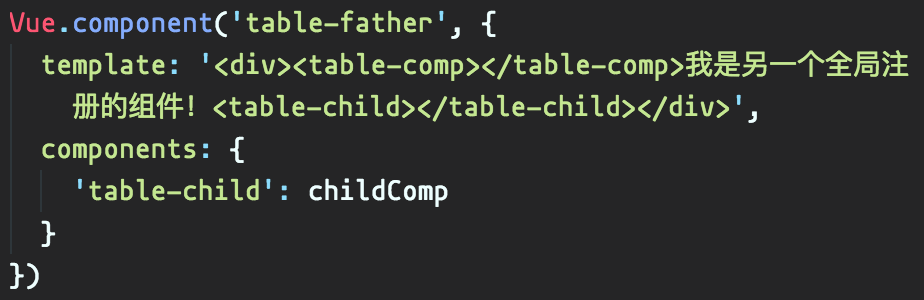 Vue.component('table-father', {
template: '<div><table-comp></table-comp>我是另一个全局注
册的组件！<table-child></table-child></div>',
components: {
'table-child': childComp
}
})